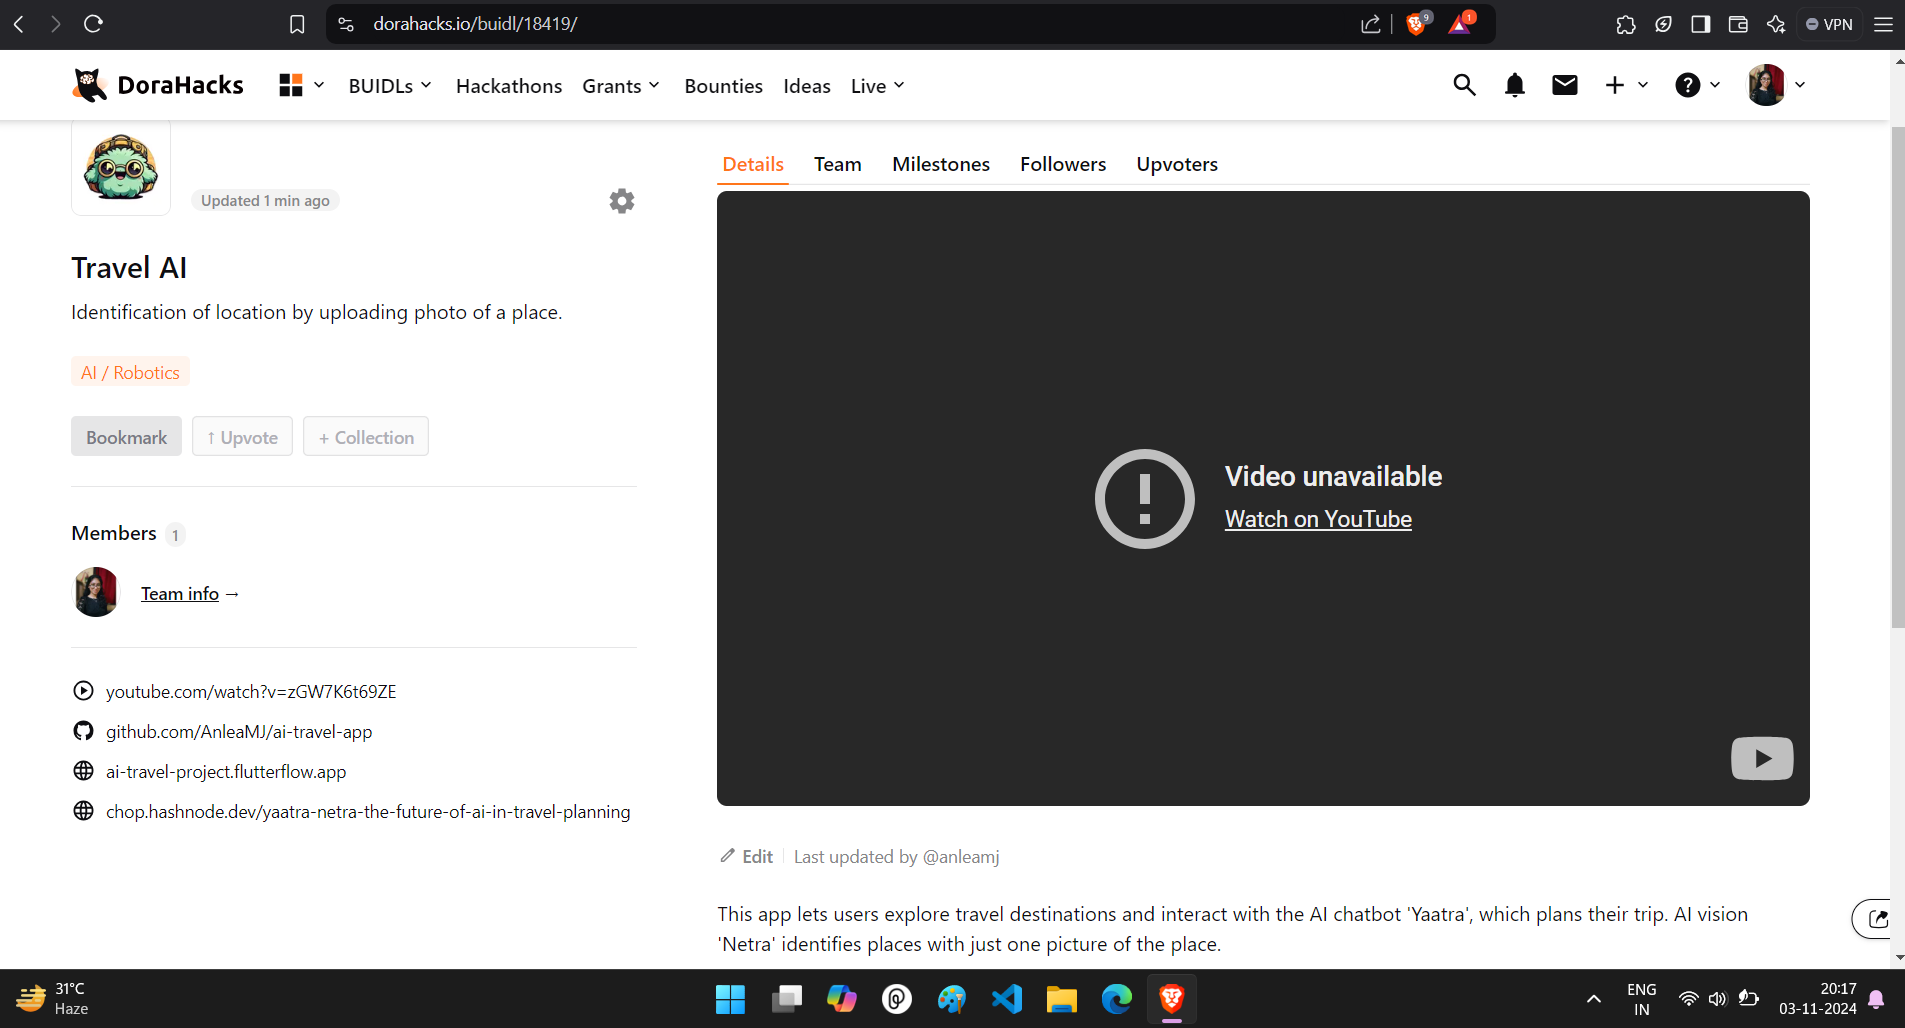 dorahacks.io/buidl/18419/
9
1
VPN
DoraHacks
BUIDLs
Hackathons
Grants
Bounties
Ideas
Live
Updated 1 min ago
Travel AI
Identification of location by uploading photo of a place.
AI / Robotics
Bookmark
↑ Upvote
+ Collection
Members 1
Team info →
youtube.com/watch?v=zGW7K6t69ZE
github.com/AnleaMJ/ai-travel-app
ai-travel-project.flutterflow.app
chop.hashnode.dev/yaatra-netra-the-future-of-ai-in-travel-planning
Details
Team
Milestones
Followers
Upvoters
Video unavailable
Watch on YouTube
Edit
Last updated by @anleamj
This app lets users explore travel destinations and interact with the AI chatbot 'Yaatra', which plans their trip. AI vision
'Netra' identifies places with just one picture of the place.
31°C
Haze
ENG
IN
20:17
03-11-2024